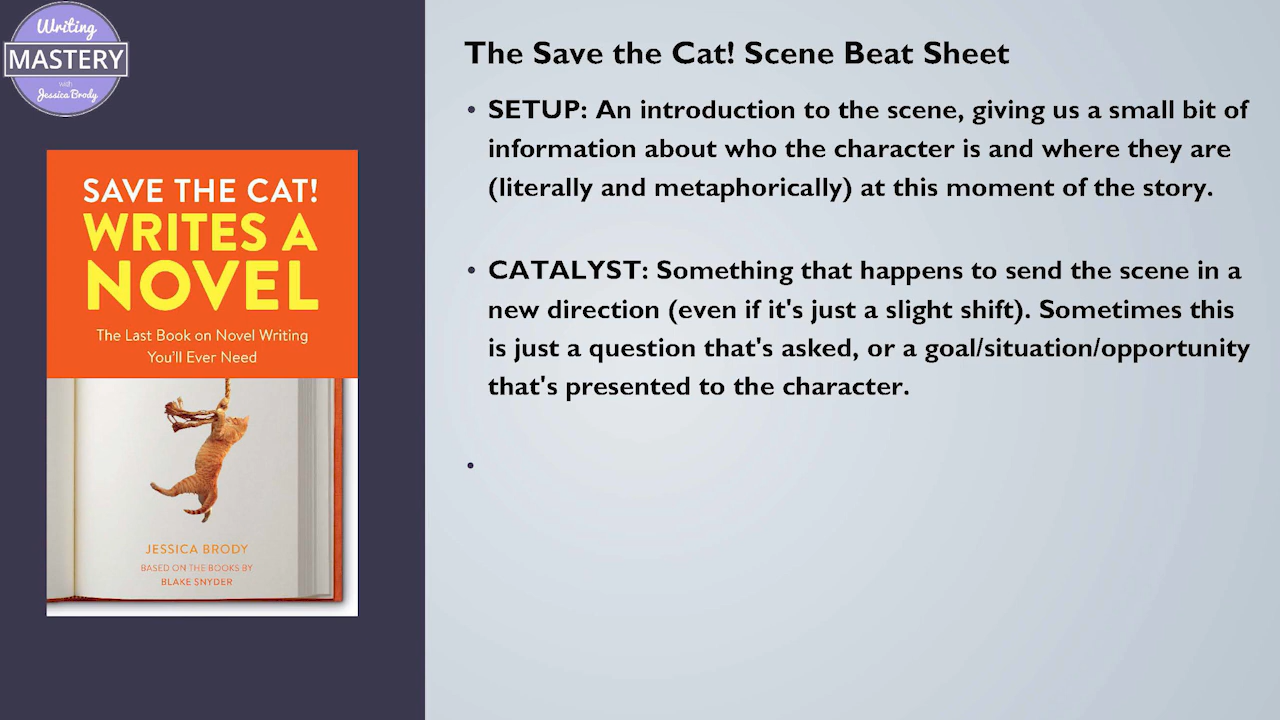 Writing
MASTERY
with
Jessica Brody
SAVE THE CAT!
WRITES A
NOVEL
The Last Book on Novel Writing
You'll Ever Need
JESSICA BRODY
BASED ON THE BOOKS BY
BLAKE SNYDER
The Save the Cat! Scene Beat Sheet
• SETUP: An introduction to the scene, giving us a small bit of
information about who the character is and where they are
(literally and metaphorically) at this moment of the story.
• CATALYST: Something that happens to send the scene in a
new direction (even if it's just a slight shift). Sometimes this
is just a question that's asked, or a goal/situation/opportunity
that's presented to the character.
•